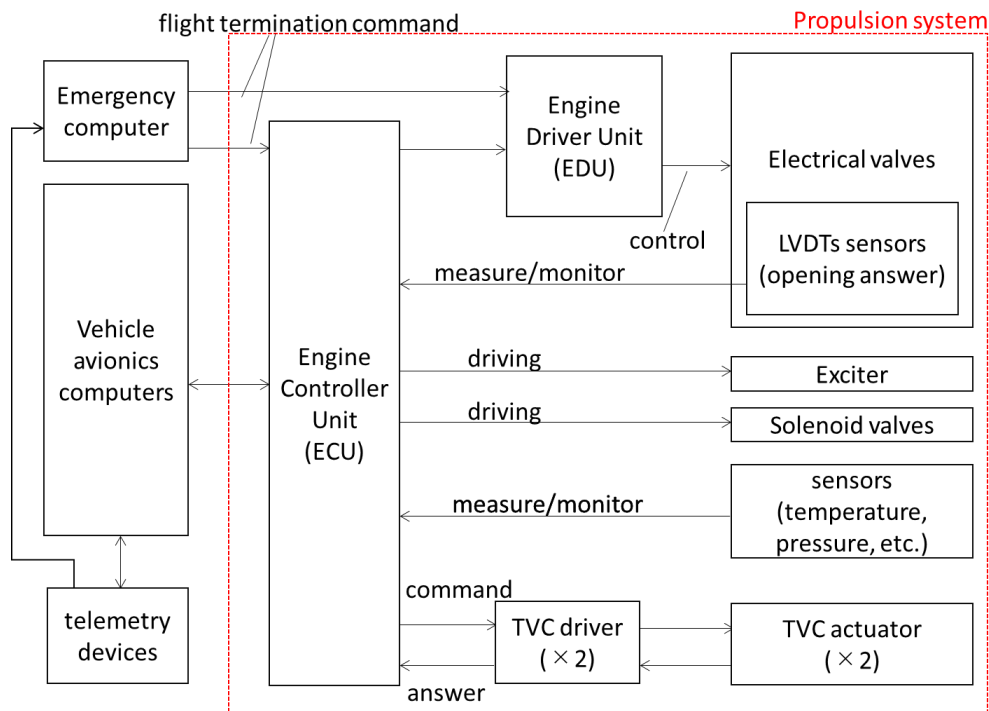 flight termination command
Propulsion system
Emergency
computer
Engine
Driver Unit
(EDU)
Electrical valves
control
LVDTs sensors
(opening answer)
measure/monitor
Vehicle
avionics
computers
Engine
Controller
Unit
(ECU)
driving
Exciter
driving
Solenoid valves
sensors
(temperature,
pressure, etc.)
measure/monitor
command
telemetry
devices
TVC driver
(×2)
TVC actuator
(×2)
answer